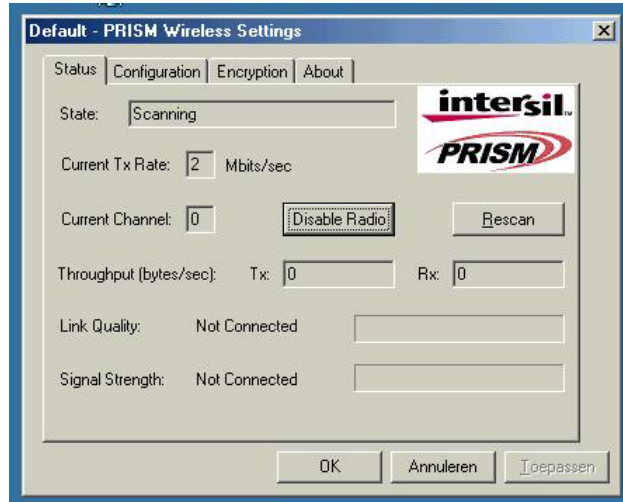 Default - PRISM Wireless Settings
Status Configuration Encryption About
State: Scanning
intersil
PRISM
Current Tx Rate: 2 Mbits/sec
Current Channel: 0 Disable Radio Rescan
Throughput (bytes/sec): Tx: 0 Rx: 0
Link Quality: Not Connected
Signal Strength: Not Connected
OK Annuleren Toepassen